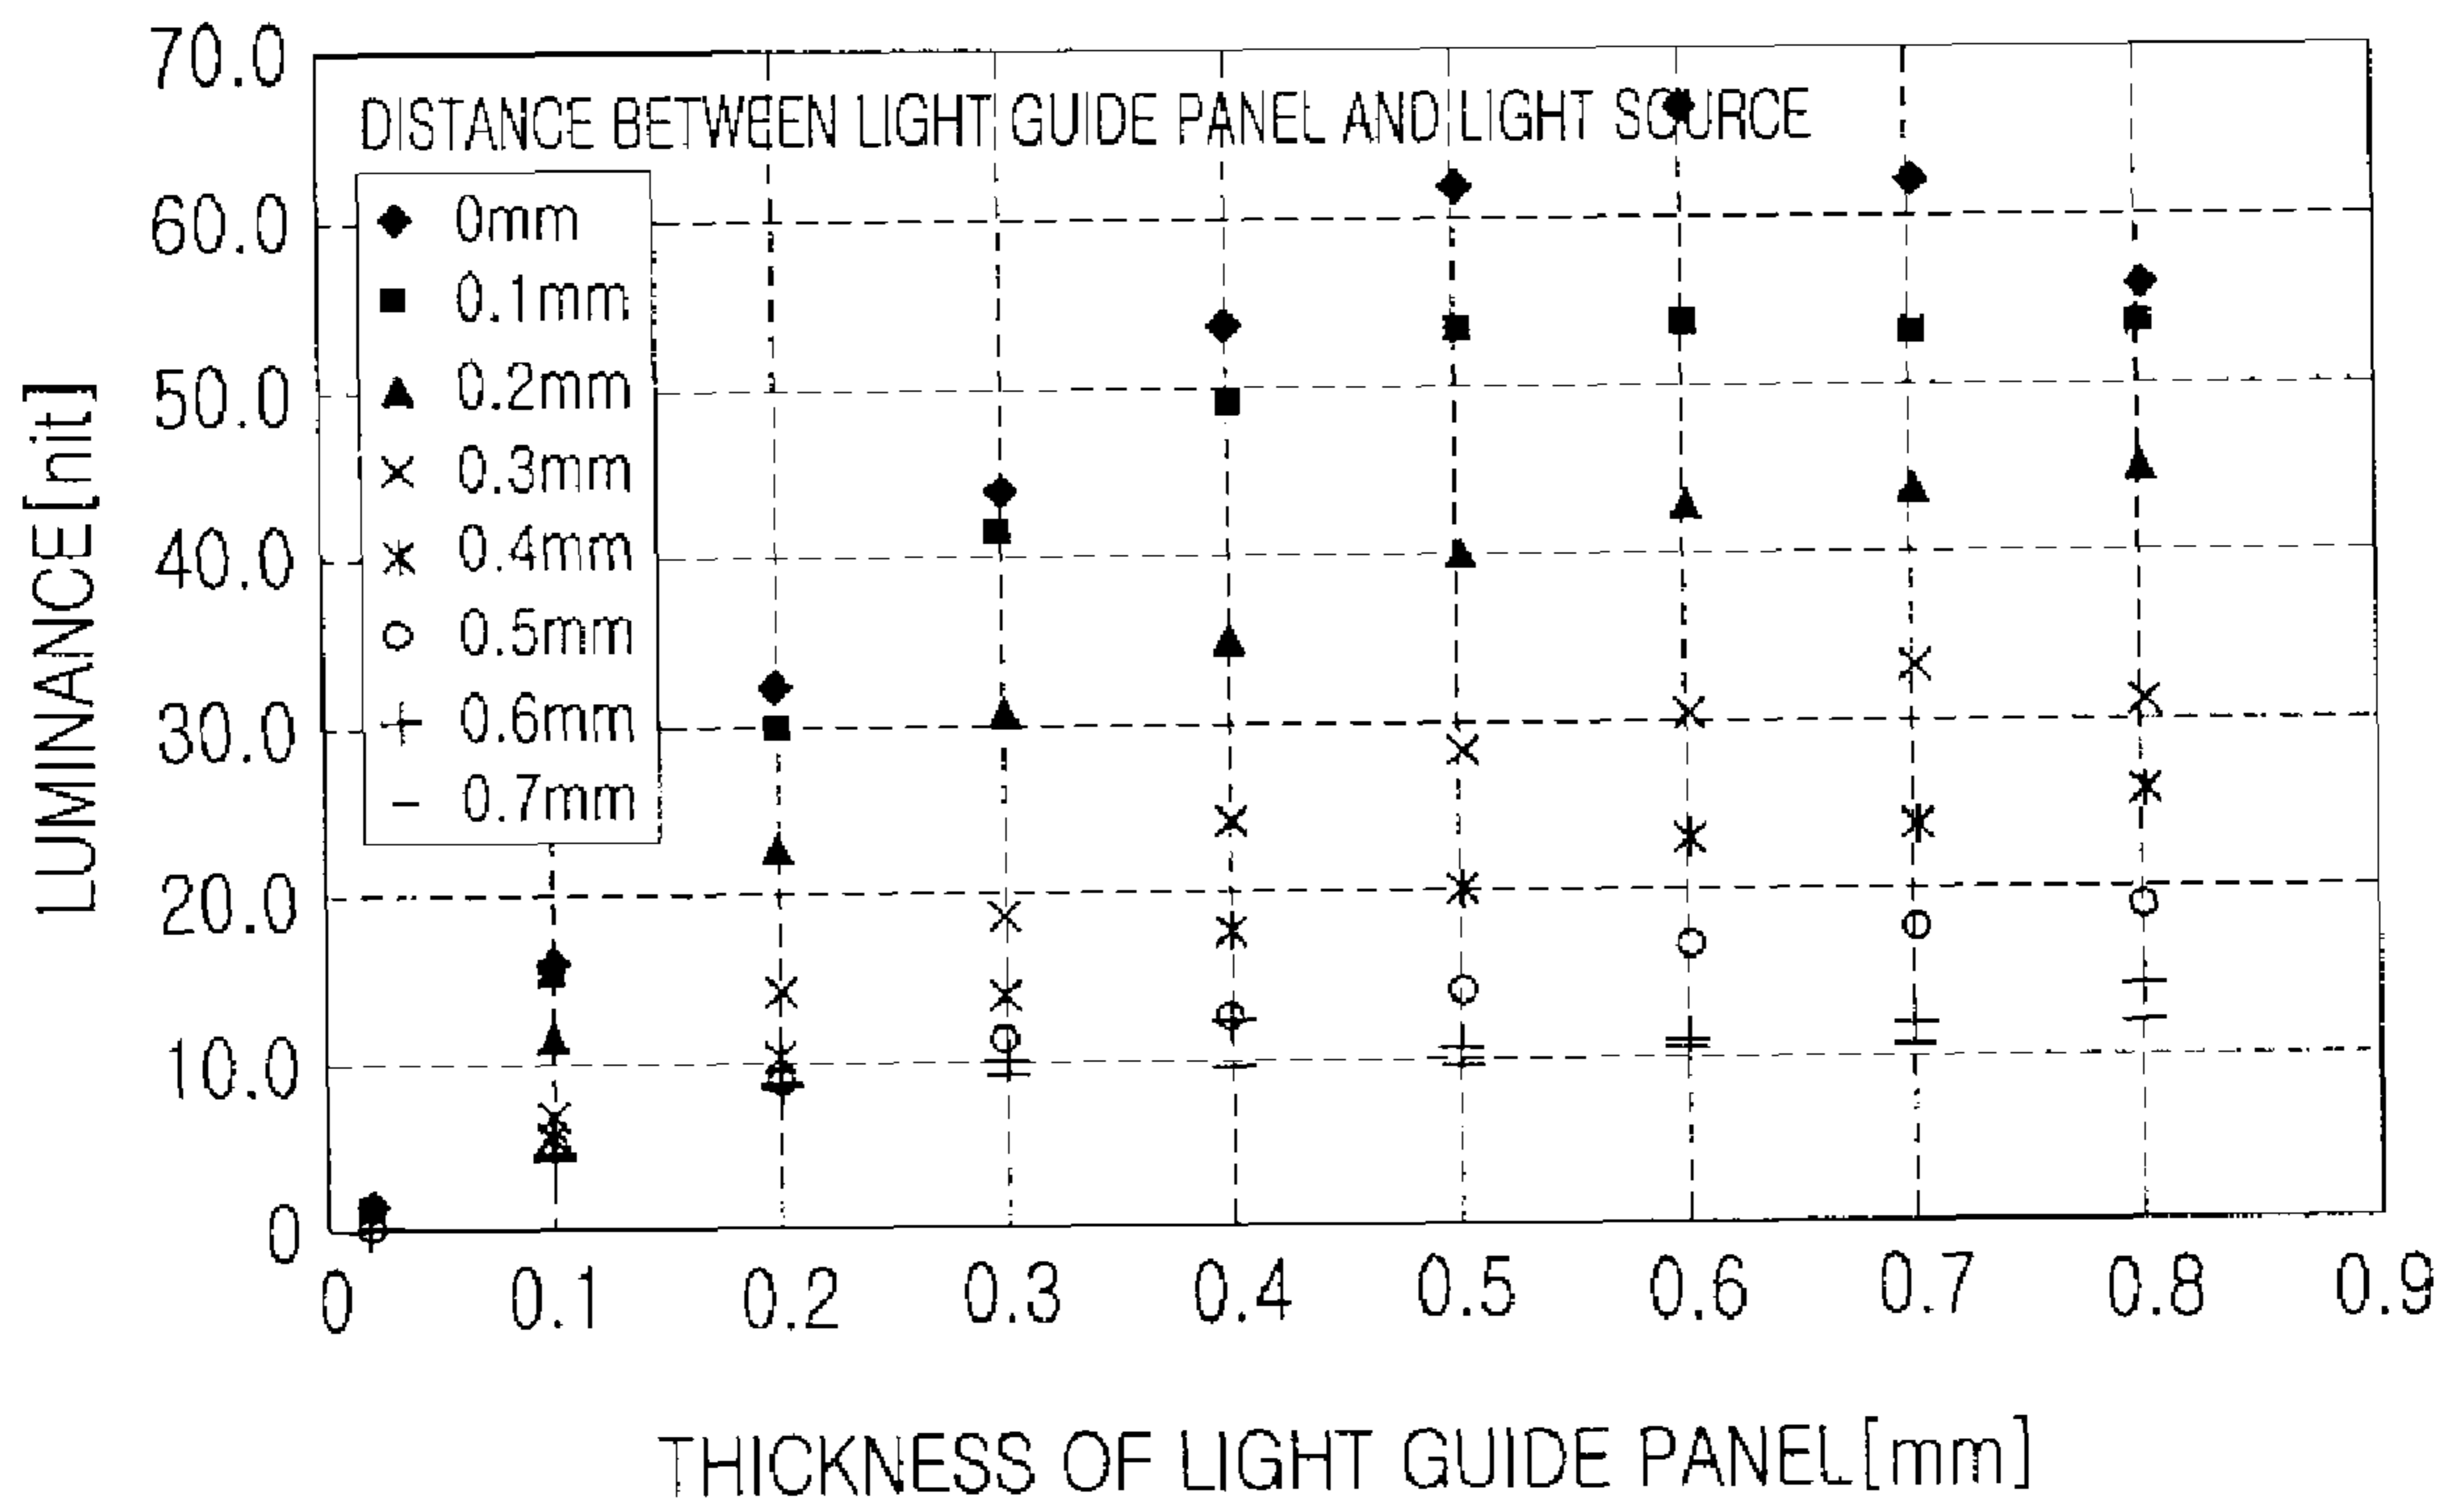 70.0
DISTANCE BETWEEN LIGHT GUIDE PANEL AND LIGHT SOURCE
60.0
50.0
40.0
30.0
20.0
10.0
0
0mm
0.1mm
0.2mm
0.3mm
0.4mm
0.5mm
0.6mm
0.7mm
LUMINANCE[nit]
0 0.1 0.2 0.3 0.4 0.5 0.6 0.7 0.8 0.9
THICKNESS OF LIGHT GUIDE PANEL[mm]